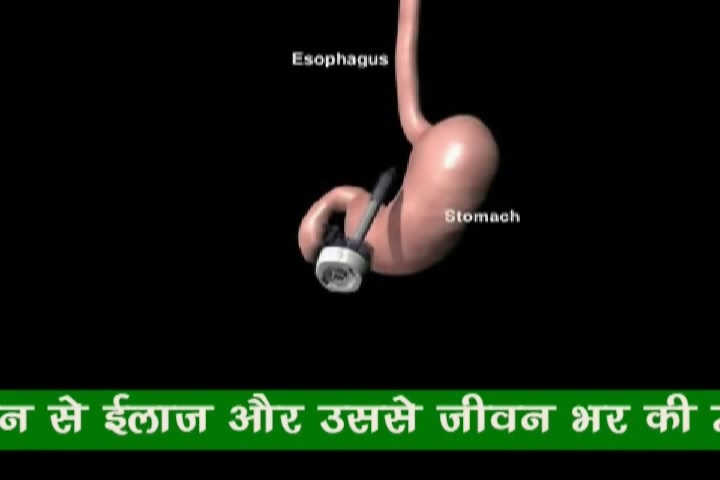 Esophagus
Stomach
न से ईलाज और उससे जीवन भर की